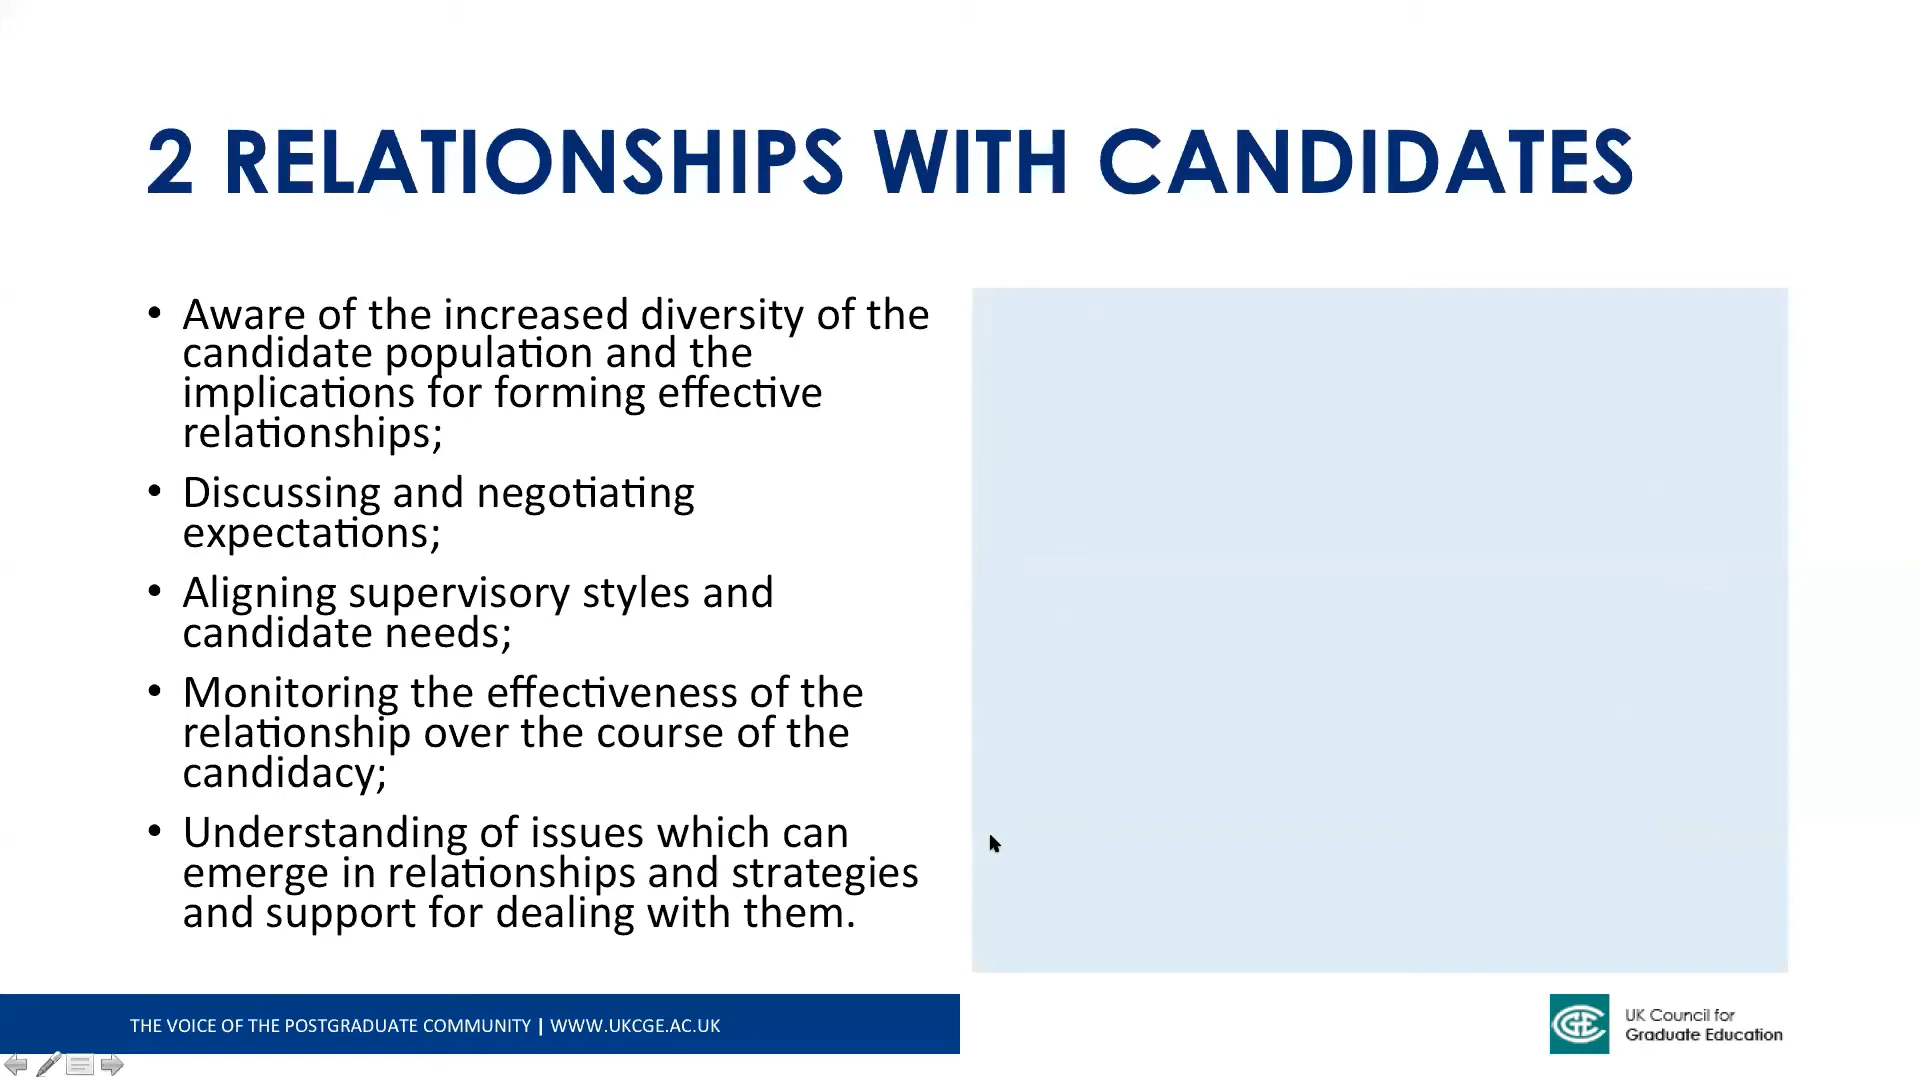 2 RELATIONSHIPS WITH CANDIDATES
• Aware of the increased diversity of the
candidate population and the
implications for forming effective
relationships;
• Discussing and negotiating
expectations;
• Aligning supervisory styles and
candidate needs;
• Monitoring the effectiveness of the
relationship over the course of the
candidacy;
• Understanding of issues which can
emerge in relationships and strategies
and support for dealing with them.
THE VOICE OF THE POSTGRADUATE COMMUNITY | WWW.UKCGE.AC.UK
CGE
UK Council for
Graduate Education